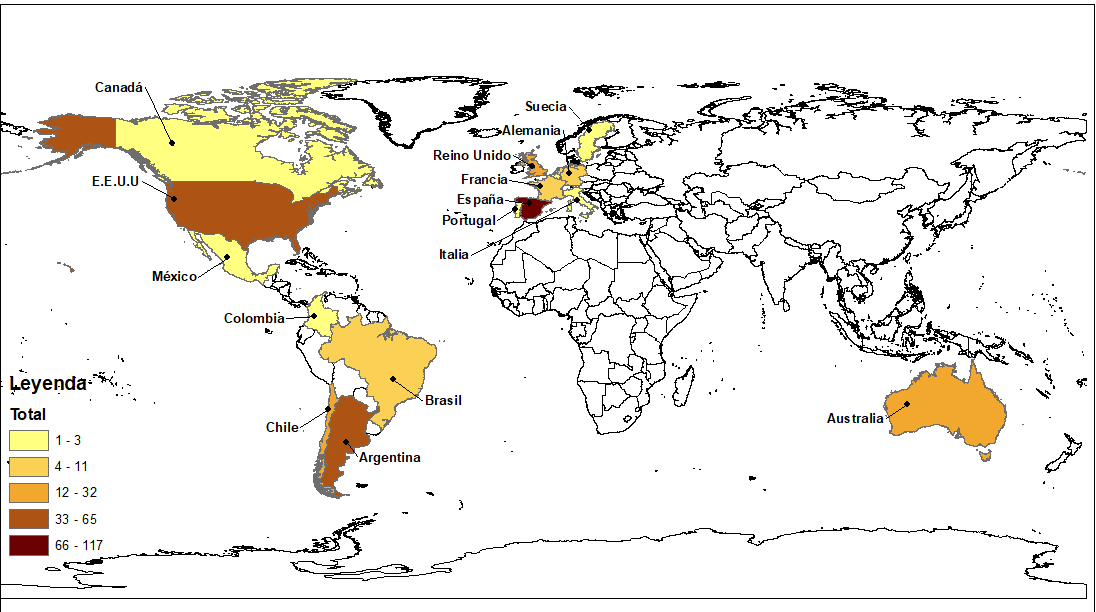 Canadá
Suecia
Alemania
Reino Unido
E.E.U.U
Francia
España
Portugal
Italia
México
Colombia
Leyenda
Total
Brasil
Chile
Australia
Argentina
1 - 3
4 - 11
12 - 32
33 - 65
66 - 117